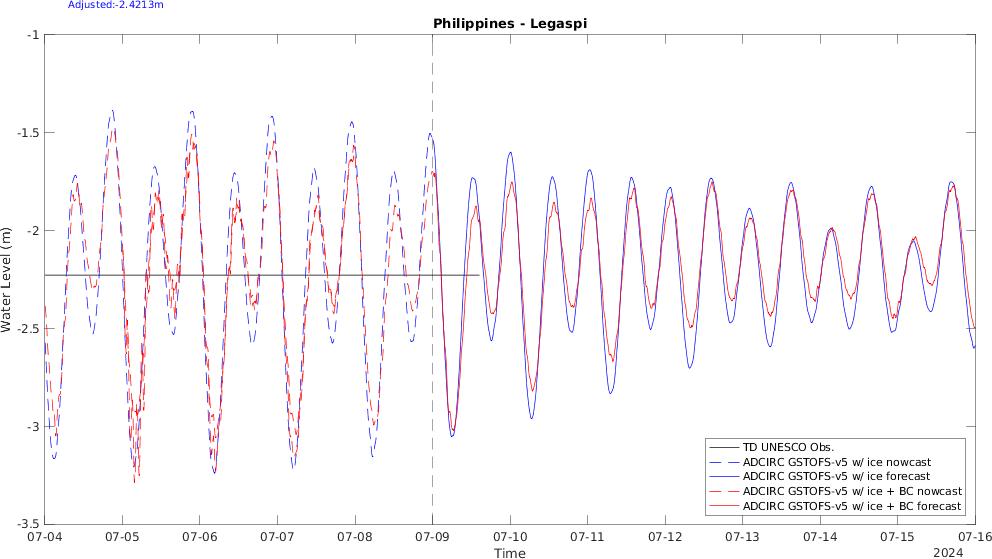 Adjusted:-2.4213m
Philippines - Legaspi
Water Level (m)
-1
-1.5
-2
-2.5
-3
-3.5
TD UNESCO Obs.
ADCIRC GSTOFS-v5 w/ ice nowcast
ADCIRC GSTOFS-v5 w/ ice forecast
ADCIRC GSTOFS-v5 w/ ice + BC nowcast
ADCIRC GSTOFS-v5 w/ ice + BC forecast
07-04 07-05 07-06 07-07 07-08 07-09 07-10 07-11 07-12 07-13 07-14 07-15 07-16
Time
2024